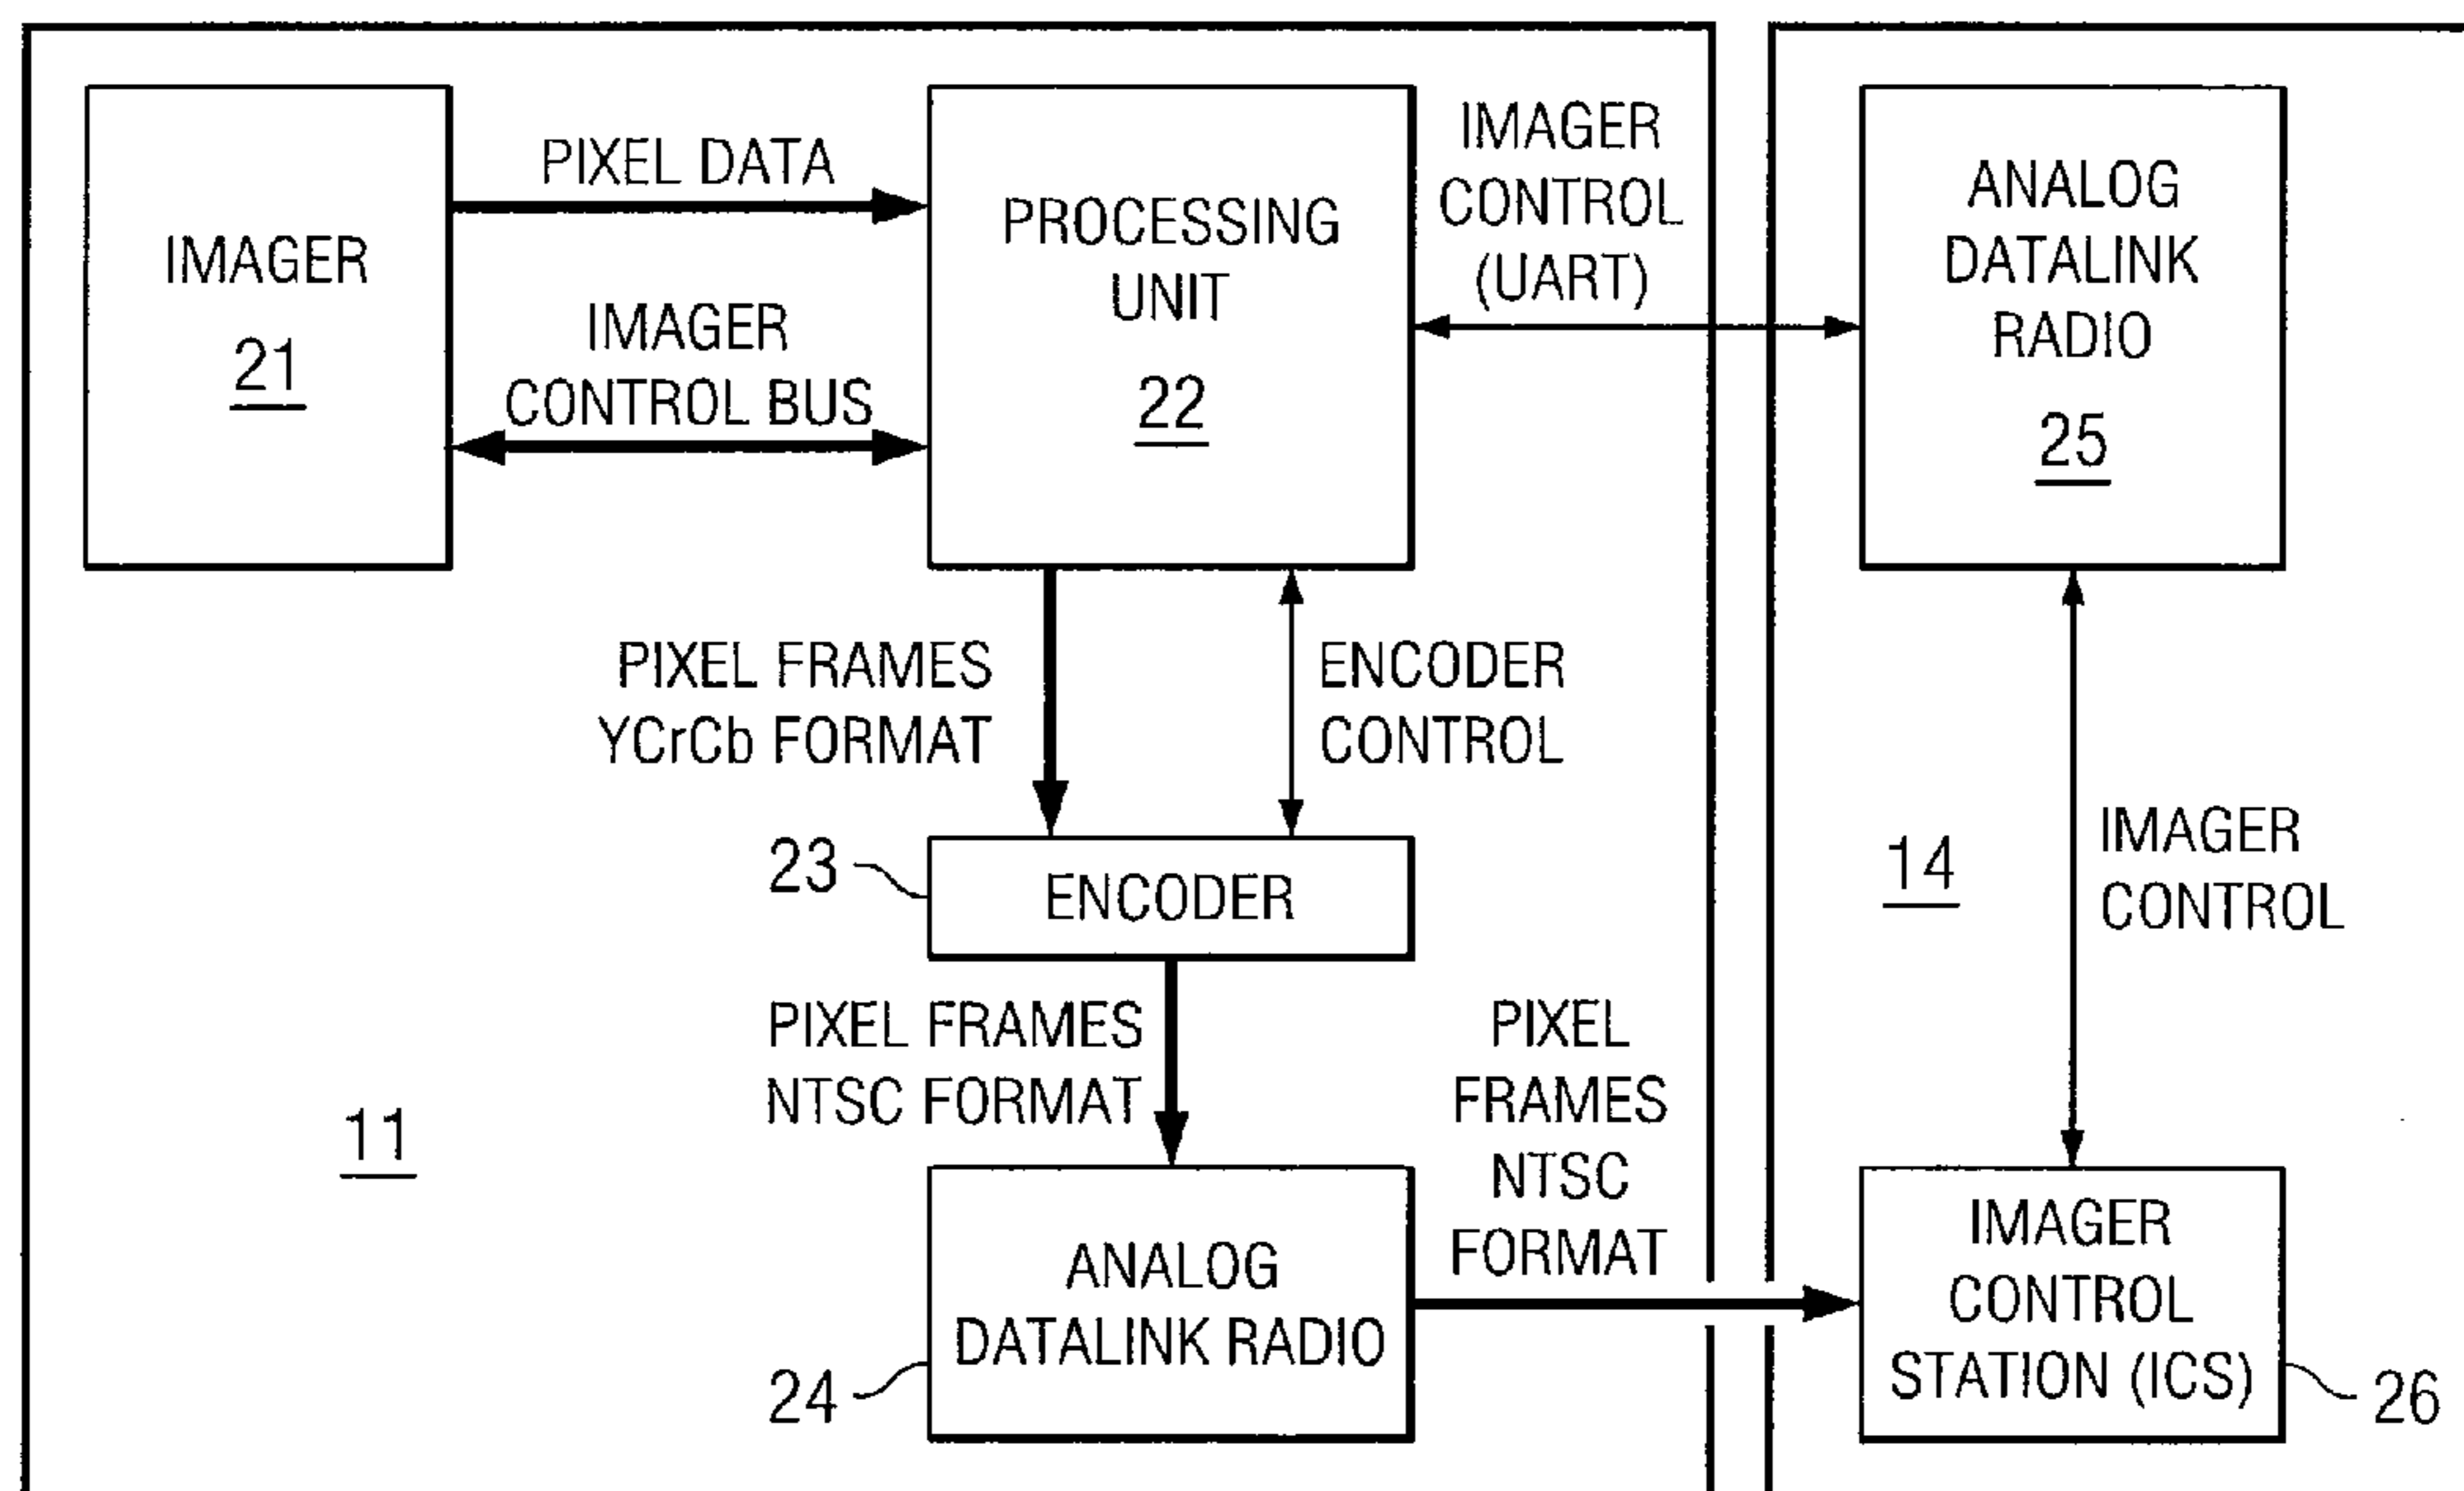 IMAGER
21
PIXEL DATA
IMAGER
CONTROL BUS
PROCESSING
UNIT
22
IMAGER
CONTROL
(UART)
ANALOG
DATALINK
RADIO
25
PIXEL FRAMES
YCrCb FORMAT
ENCODER
CONTROL
23
ENCODER
14
IMAGER
CONTROL
PIXEL FRAMES
NTSC FORMAT
PIXEL
FRAMES
NTSC
FORMAT
11
ANALOG
DATALINK RADIO
24
IMAGER
CONTROL
STATION (ICS)
26